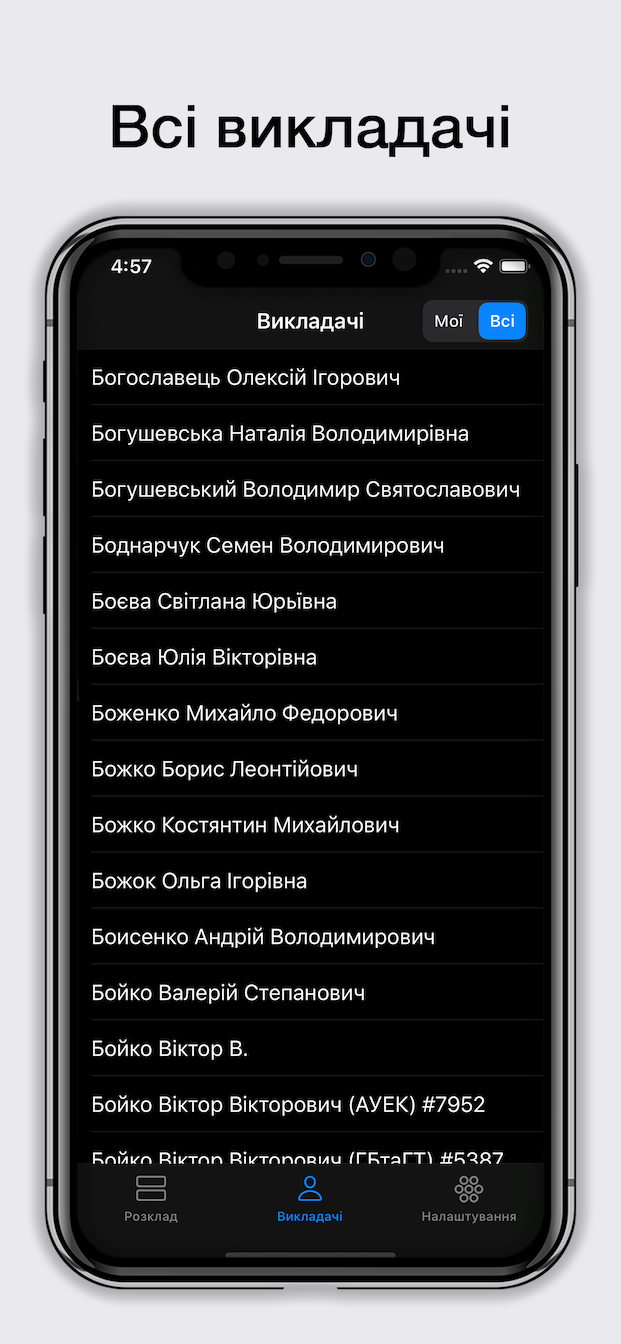 Всі викладачі
4:57
Викладачі
Мої
Всі
Богославець Олексій Ігорович
Богушевська Наталія Володимирівна
Богушевський Володимир Святославович
Боднарчук Семен Володимирович
Боєва Світлана Юрьївна
Боєва Юлія Вікторівна
Боженко Михайло Федорович
Божко Борис Леонтійович
Божко Костянтин Михайлович
Божок Ольга Ігорівна
Боисенко Андрій Володимирович
Бойко Валерій Степанович
Бойко Віктор В.
Бойко Віктор Вікторович (АУЕК) #7952
Бойко Віктор Вікторович (ГБтаГТ) #5387
Розклад
Викладачі
Налаштування